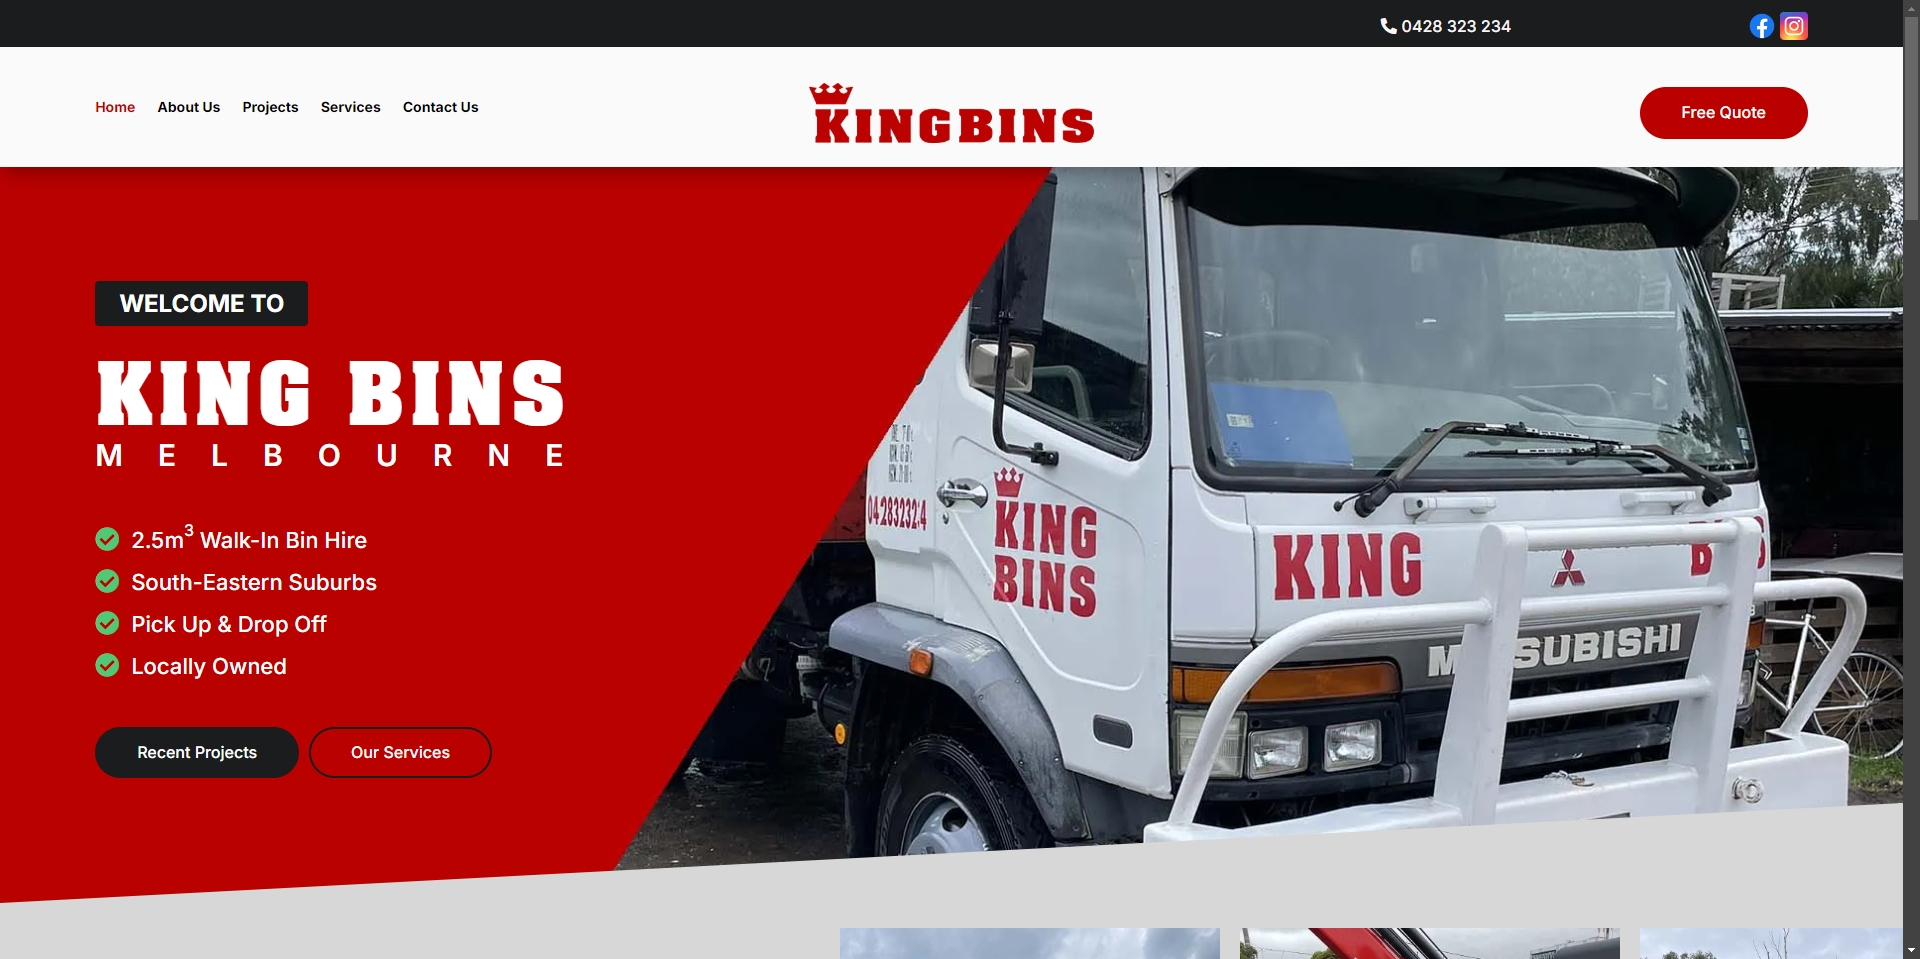 0428 323 234
Home About Us Projects Services Contact Us
KINGBINS
Free Quote
WELCOME TO
KING BINS
MELBOURNE
2.5m³ Walk-In Bin Hire
South-Eastern Suburbs
Pick Up & Drop Off
Locally Owned
Recent Projects
Our Services
KING
BINS
KING